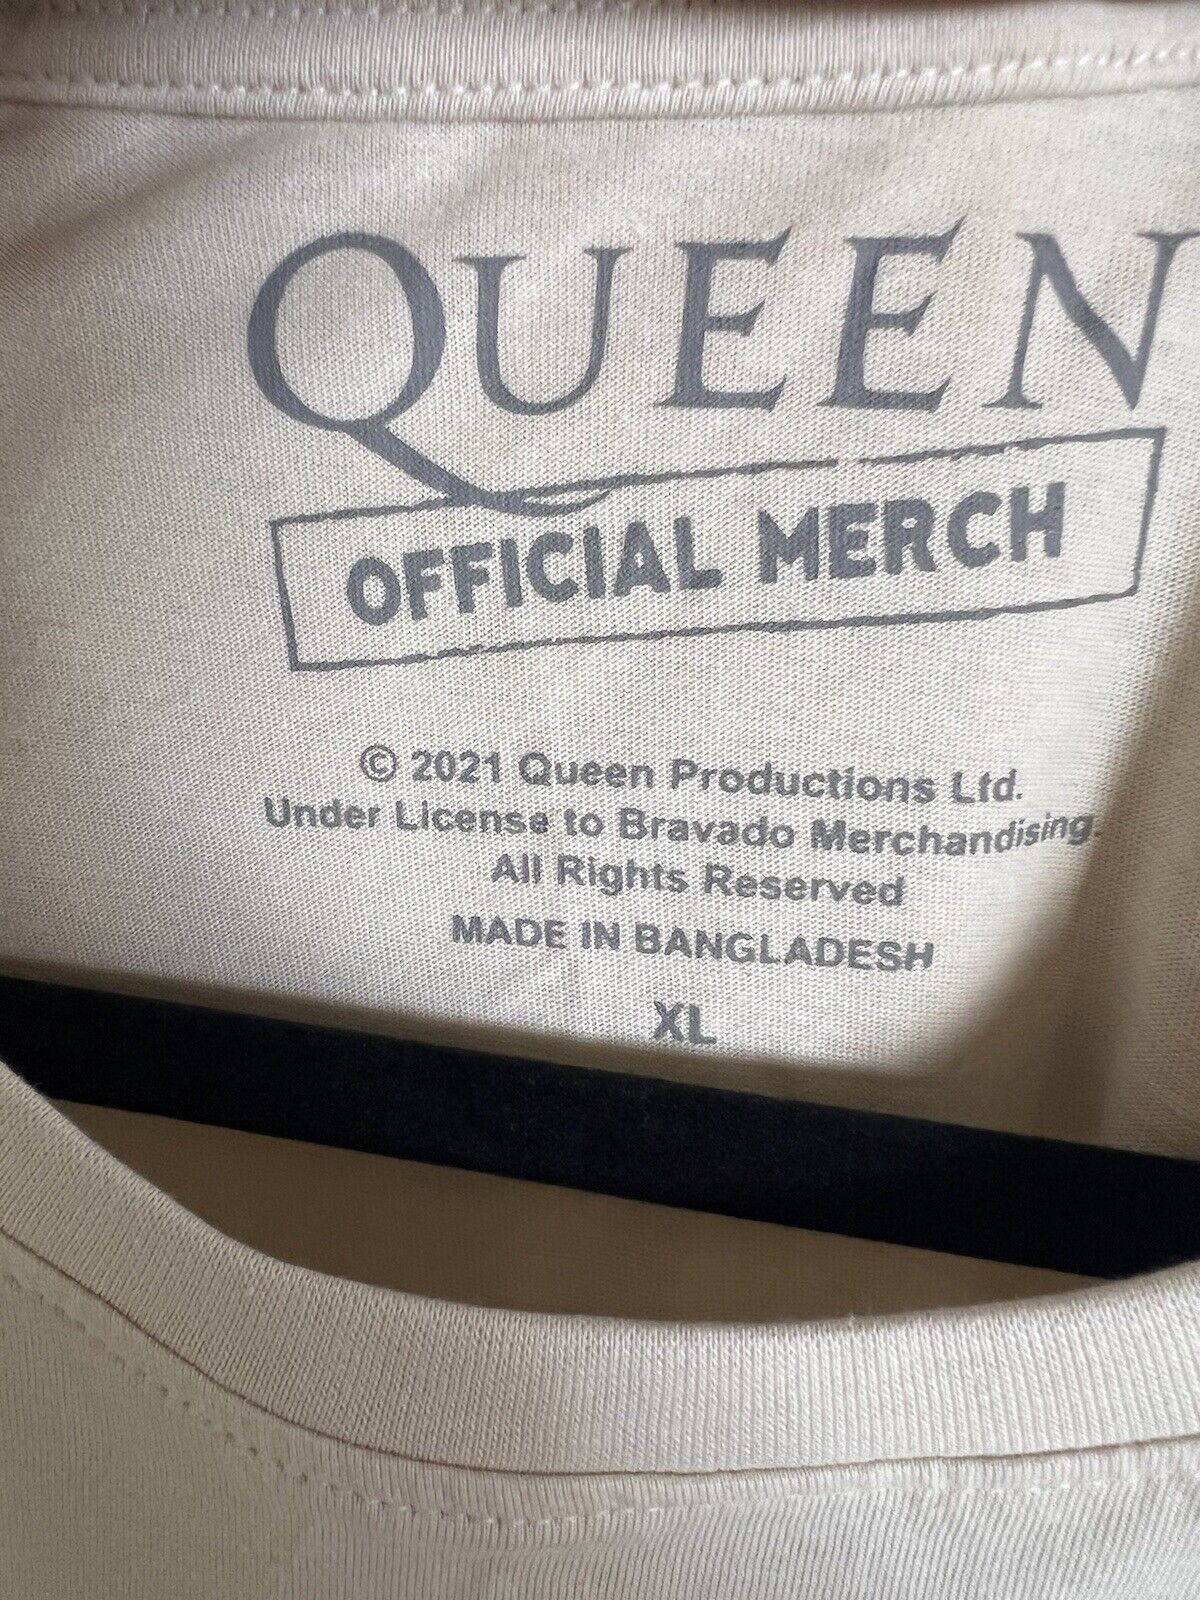 QUEEN
OFFICIAL MERCH
© 2021 Queen Productions Ltd.
Under License to Bravado Merchandising.
All Rights Reserved
MADE IN BANGLADESH
XL